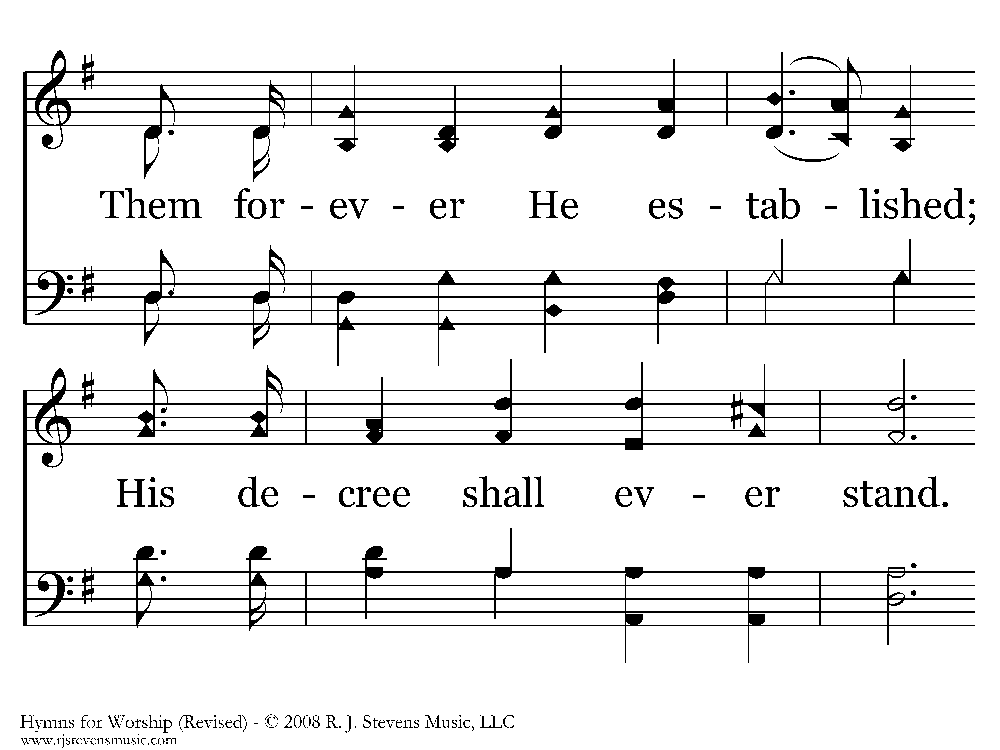 Them for - ev - er He es - tab - lished;
His de - cree shall ev - er stand.
Hymns for Worship (Revised) - © 2008 R. J. Stevens Music, LLC
www.rjstevensmusic.com